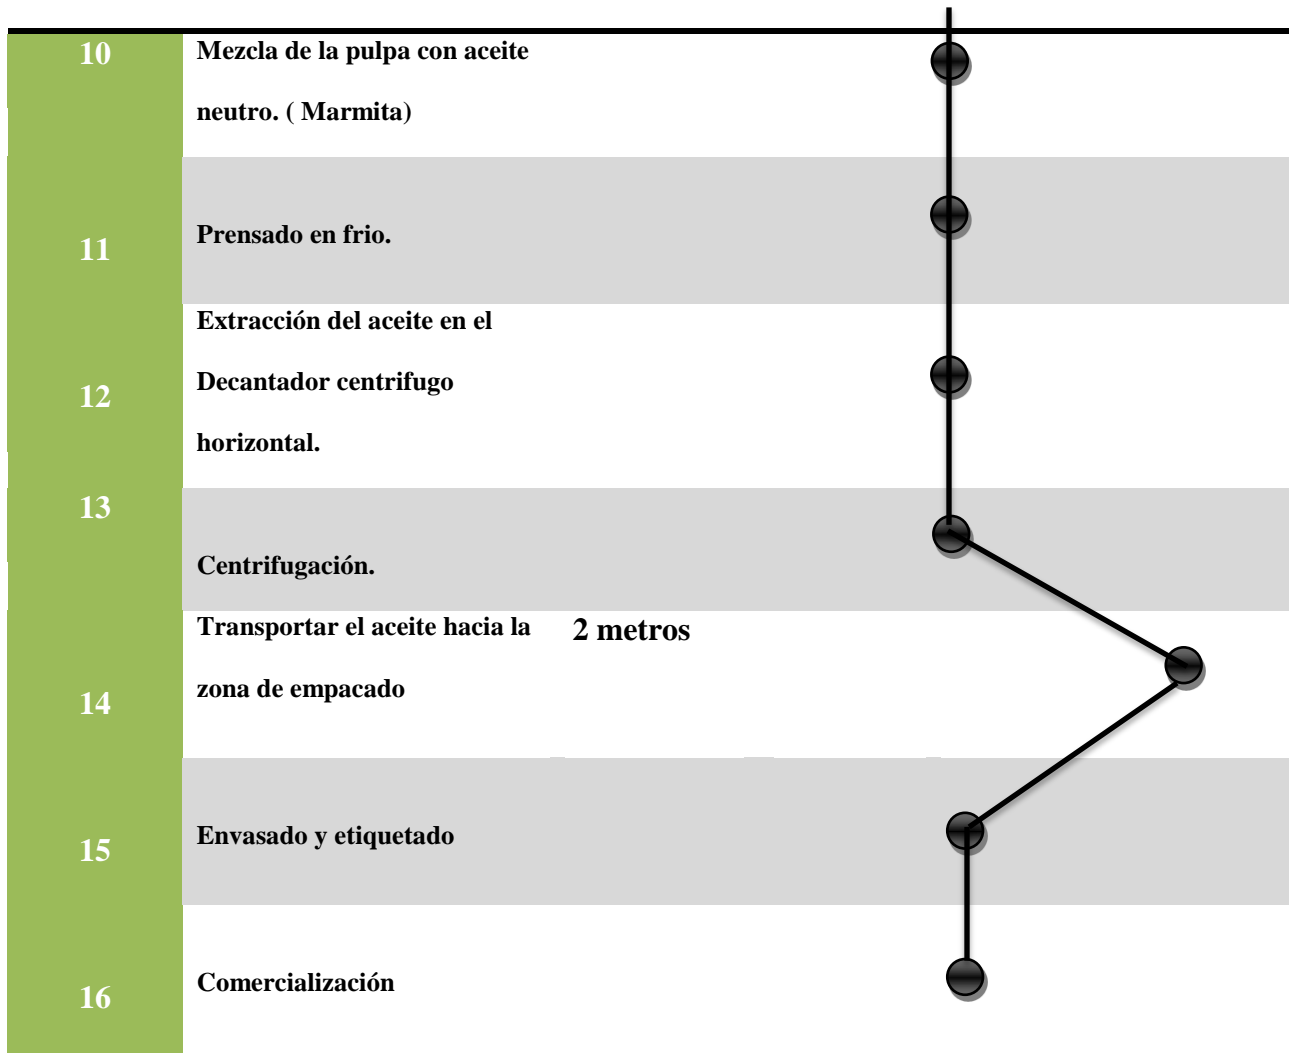 10
Mezcla de la pulpa con aceite
neutro. ( Marmita)
11
Prensado en frio.
12
Extracción del aceite en el
Decantador centrifugo
horizontal.
13
Centrifugación.
14
Transportar el aceite hacia la
zona de empacado
2 metros
15
Envasado y etiquetado
16
Comercialización